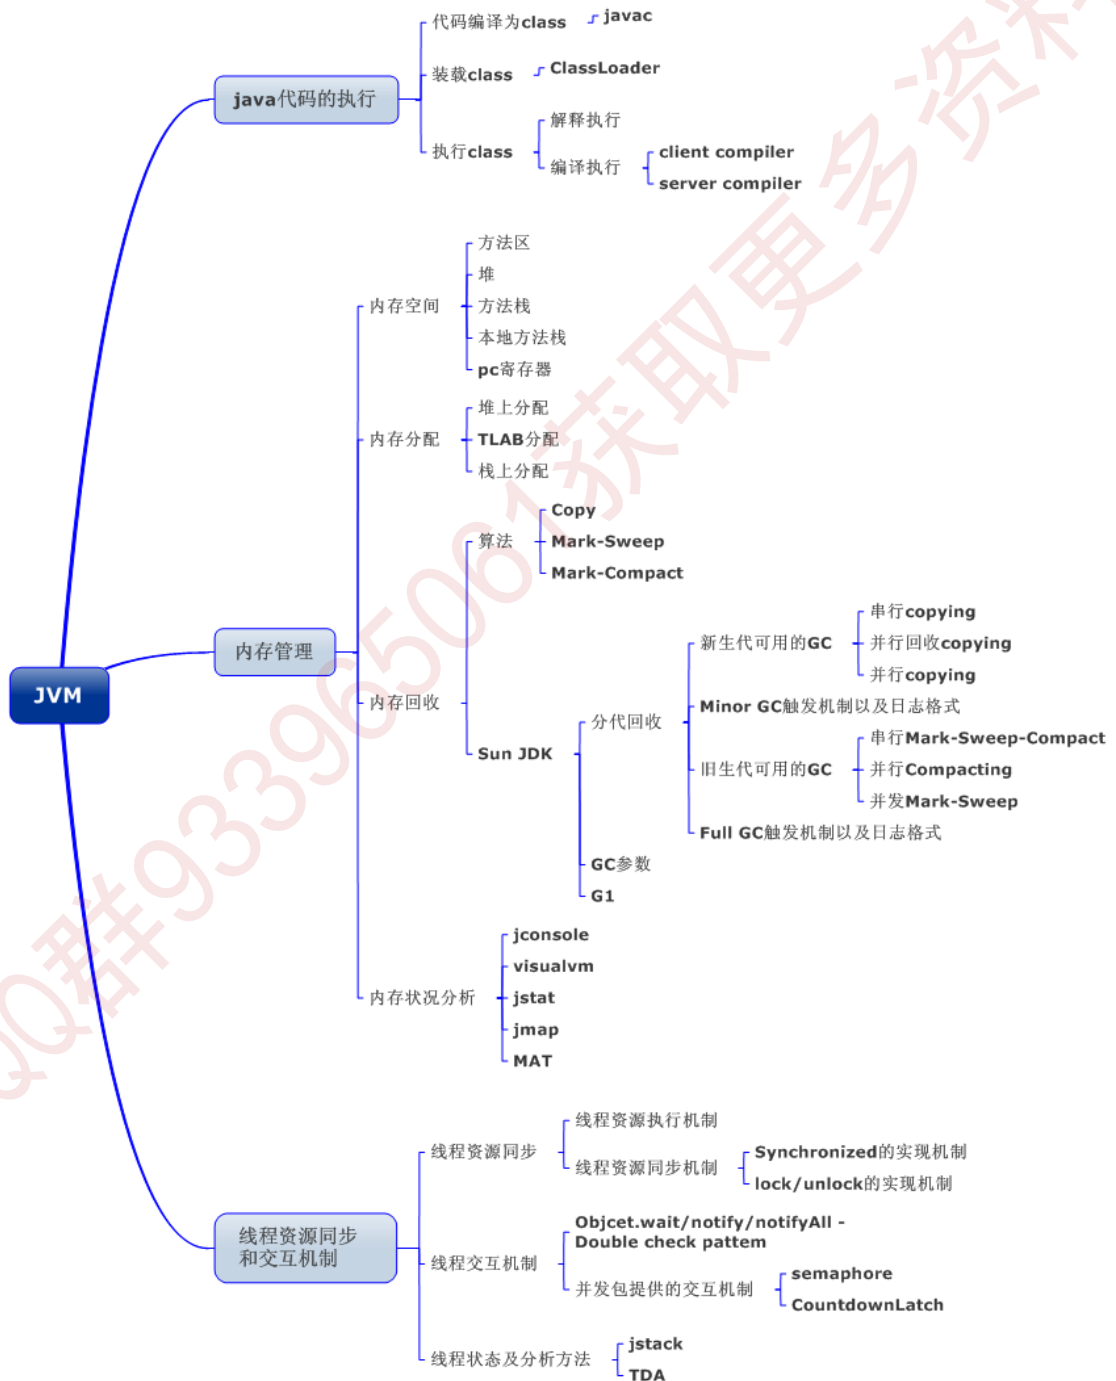 JVM
java代码的执行
代码编译为class
javac
装载class
ClassLoader
执行class
解释执行
编译执行
client compiler
server compiler
内存管理
内存空间
方法区
堆
方法栈
本地方法栈
pc寄存器
内存分配
堆上分配
TLAB分配
栈上分配
内存回收
算法
Copy
Mark-Sweep
Mark-Compact
Sun JDK
分代回收
新生代可用的GC
串行copying
并行回收copying
并行copying
Minor GC触发机制以及日志格式
旧生代可用的GC
串行Mark-Sweep-Compact
并行Compacting
并发Mark-Sweep
Full GC触发机制以及日志格式
GC参数
G1
内存状况分析
jconsole
visualvm
jstat
jmap
MAT
线程资源同步
和交互机制
线程资源同步
线程资源执行机制
线程资源同步机制
Synchronized的实现机制
lock/unlock的实现机制
线程交互机制
Objcet.wait/notify/notifyAll -
Double check pattem
并发包提供的交互机制
semaphore
CountdownLatch
线程状态及分析方法
jstack
TDA
QQ群933965061获取更多资料